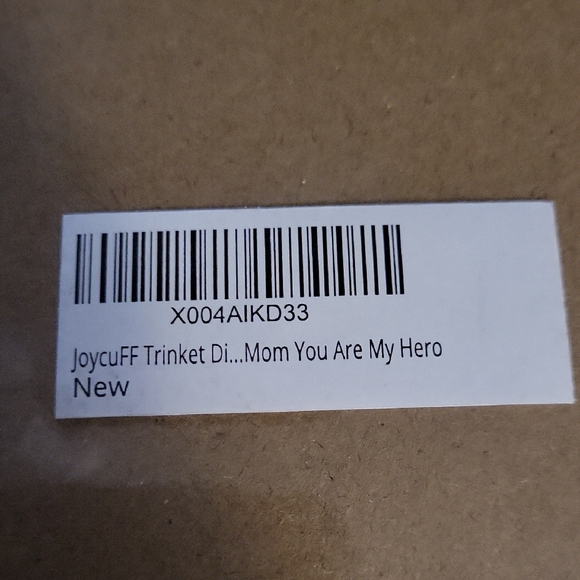 X004AIKD33
JoycuFF Trinket Di...Mom You Are My Hero
New